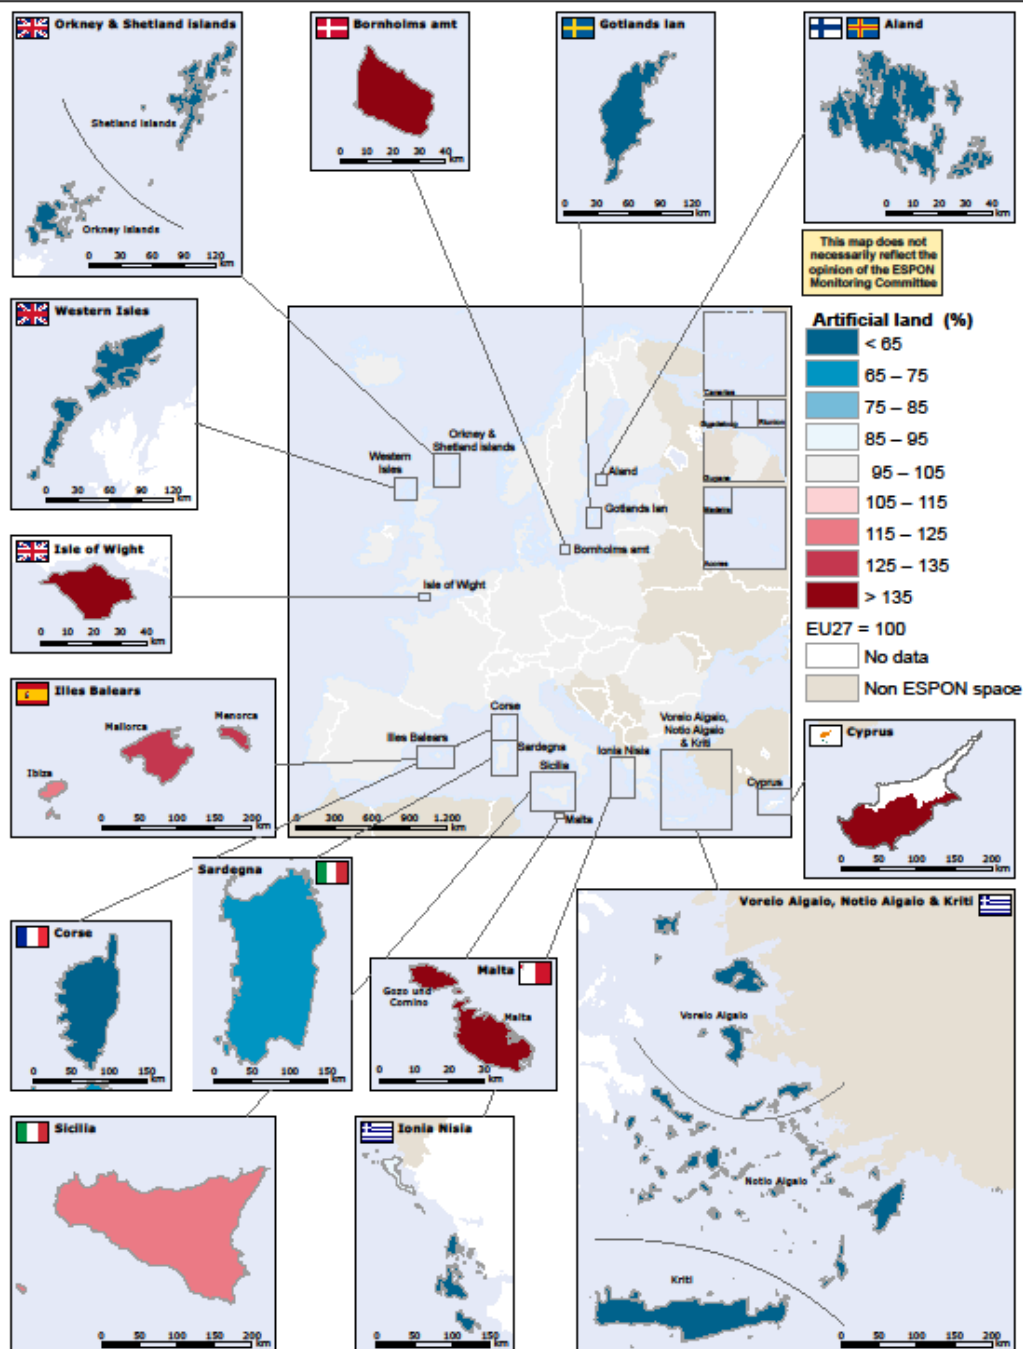 Orkney & Shetland islands
Shetland islands
Orkney islands
0 30 60 90 120
km
Bornholms amt
0 10 20 30 40
km
Gotlands lan
0 30 60 90 120
km
Aland
0 10 20 30 40
km
This map does not
necessarily reflect the
opinion of the ESPON
Monitoring Committee
Western Isles
0 30 60 90 120
km
Artificial land (%)
< 65
65 – 75
75 – 85
85 – 95
95 – 105
105 – 115
115 – 125
125 – 135
> 135
EU27 = 100
No data
Non ESPON space
Canaries
Reunion
Guyane
Madeira
Acores
Orkney &
Shetland islands
Western
Isles
Aland
Gotlands lan
Bornholms amt
Isle of Wight
Corse
Illes Balears
Sardegna
Sicilia
Ionia Nisia
Voreio Aigaio,
Notio Aigaio
& Kriti
Cyprus
Malta
0 300 600 900 1.200
km
Isle of Wight
0 10 20 30 40
km
Illes Balears
Mallorca
Menorca
Ibiza
0 50 100 150 200
km
Cyprus
0 50 100 150 200
km
Sardegna
0 50 100 150
km
Corse
0 50 100 150
km
Malta
Gozo und
Comino
Malta
0 10 20 30
km
Voreio Aigaio, Notio Aigaio & Kriti
Voreio Aigaio
Notio Aigaio
Kriti
0 50 100 150 200
km
Sicilia
0 50 100 150 200
km
Ionia Nisia
0 50 100 150
km